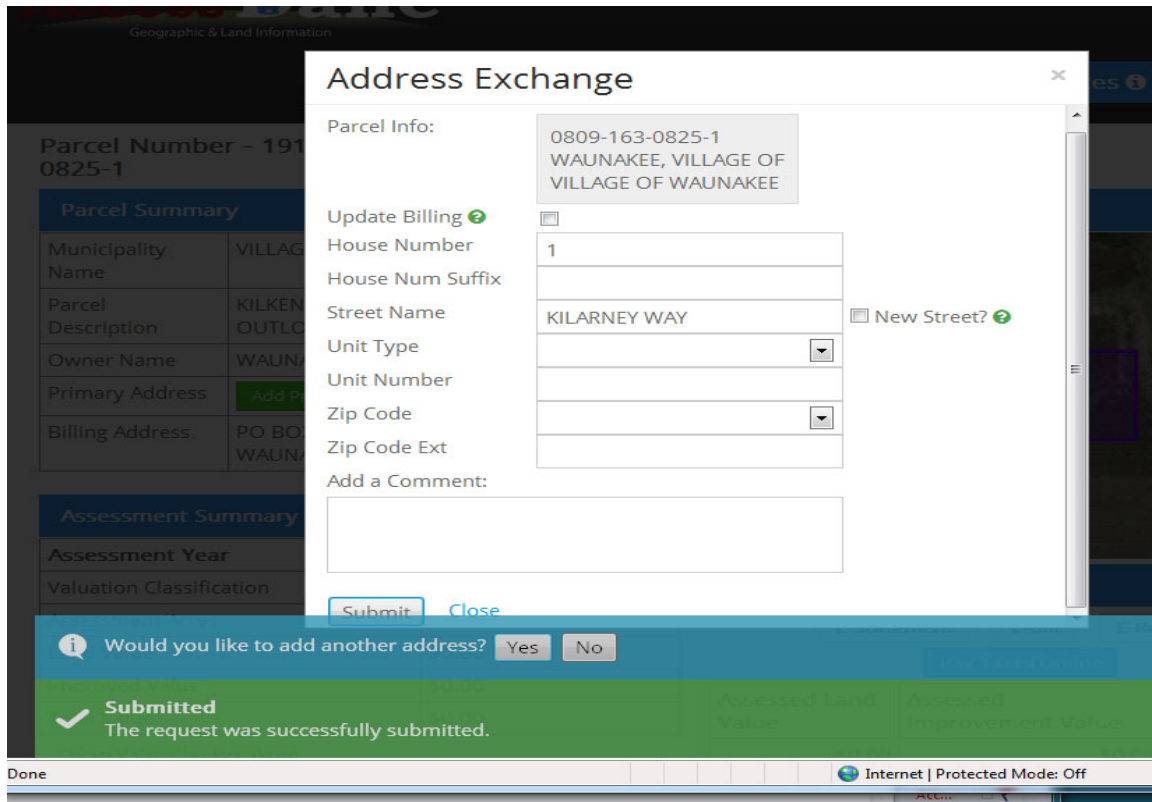 Geographic & Land Information
Address Exchange ×
Parcel Info:
0809-163-0825-1
WAUNAKEE, VILLAGE OF
VILLAGE OF WAUNAKEE
Update Billing
House Number 1
House Num Suffix
Street Name KILARNEY WAY New Street?
Unit Type
Unit Number
Zip Code
Zip Code Ext
Add a Comment:
Submit Close
Parcel Number - 191
0825-1
Parcel Summary
Municipality Name VILLAG
Parcel Description KILKEN
OUTLO
Owner Name WAUNA
Primary Address Add P
Billing Address PO BO
WAUNA
Assessment Summary
Assessment Year
Valuation Classification
Would you like to add another address? Yes No
Assessed Land Value
Assessed Improvement Value
Submitted
The request was successfully submitted.
Done
Internet | Protected Mode: Off